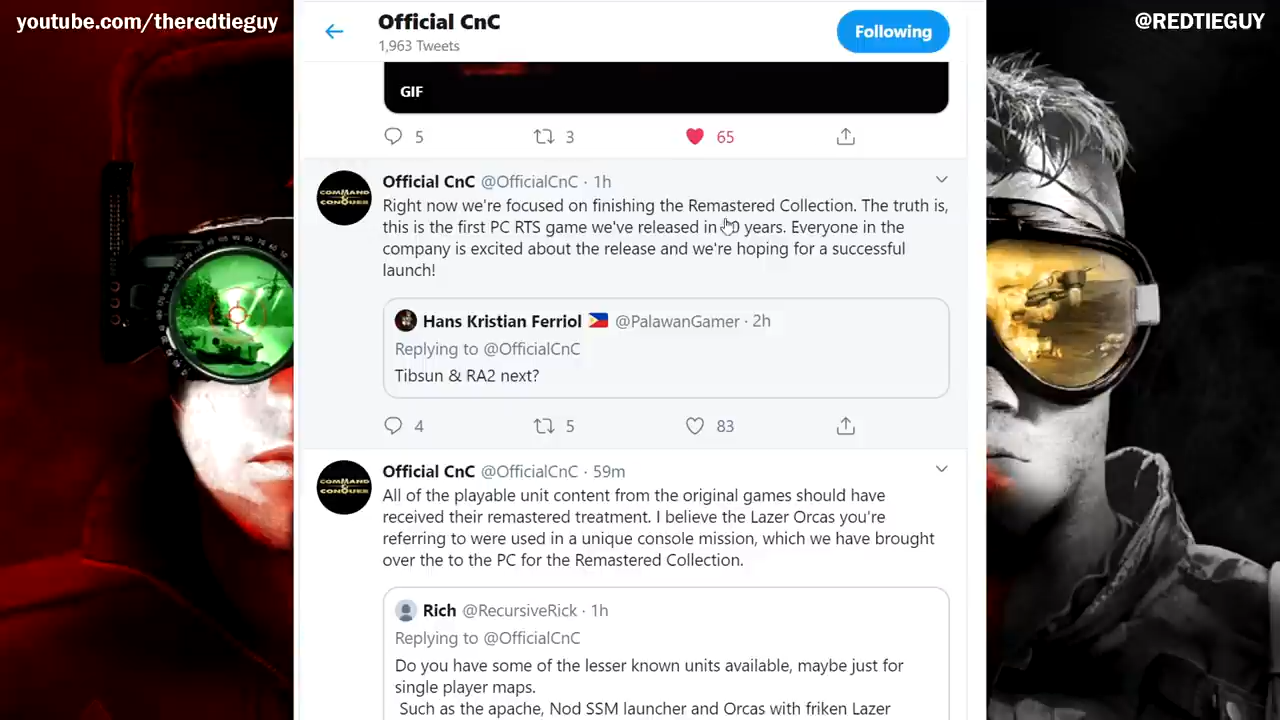 youtube.com/theredtieguy
@REDTIEGUY
Official CnC
1,963 Tweets
Following
GIF
5
3
65
COMMAND
CONQUER
Official CnC @OfficialCnC · 1h
Right now we're focused on finishing the Remastered Collection. The truth is,
this is the first PC RTS game we've released in years. Everyone in the
company is excited about the release and we're hoping for a successful
launch!
Hans Kristian Ferriol 🇵🇭 @PalawanGamer · 2h
Replying to @OfficialCnC
Tibsun & RA2 next?
4
5
83
COMMAND
CONQUER
Official CnC @OfficialCnC · 59m
All of the playable unit content from the original games should have
received their remastered treatment. I believe the Lazer Orcas you're
referring to were used in a unique console mission, which we have brought
over the to the PC for the Remastered Collection.
Rich @RecursiveRick · 1h
Replying to @OfficialCnC
Do you have some of the lesser known units available, maybe just for
single player maps.
Such as the apache, Nod SSM launcher and Orcas with friken Lazer